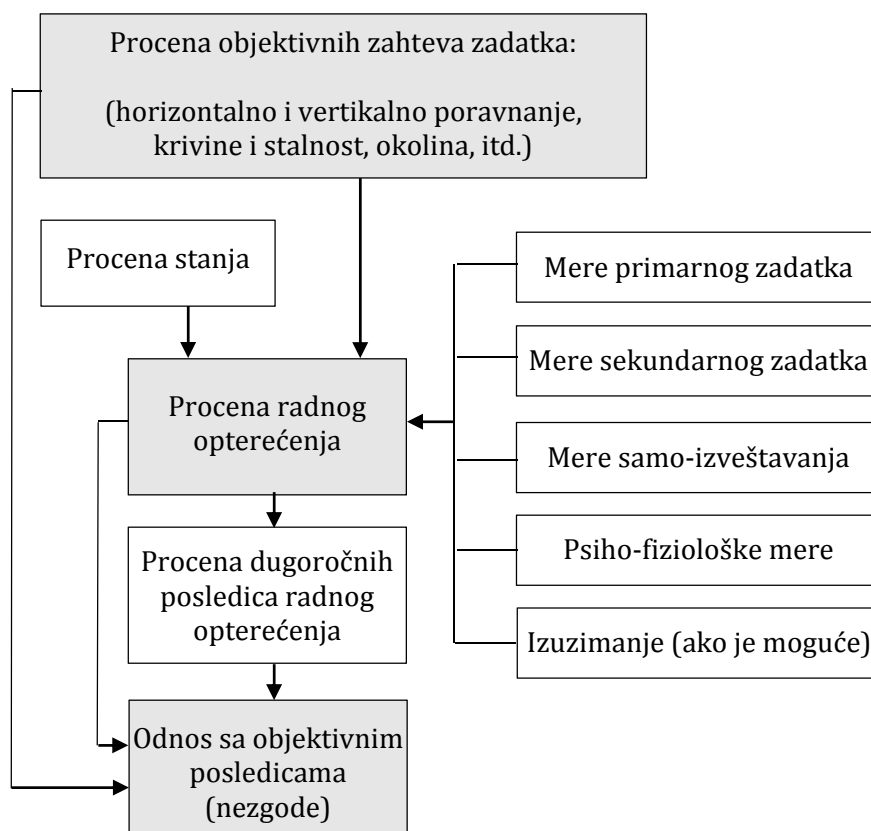 Procena objektivnih zahteva zadatka:
(horizontalno i vertikalno poravnanje,
krivine i stalnost, okolina, itd.)
Procena stanja
Procena radnog
opterećenja
Procena dugoročnih
posledica radnog
opterećenja
Odnos sa objektivnim
posledicama
(nezgode)
Mere primarnog zadatka
Mere sekundarnog zadatka
Mere samo-izveštavanja
Psiho-fiziološke mere
Izuzimanje (ako je moguće)